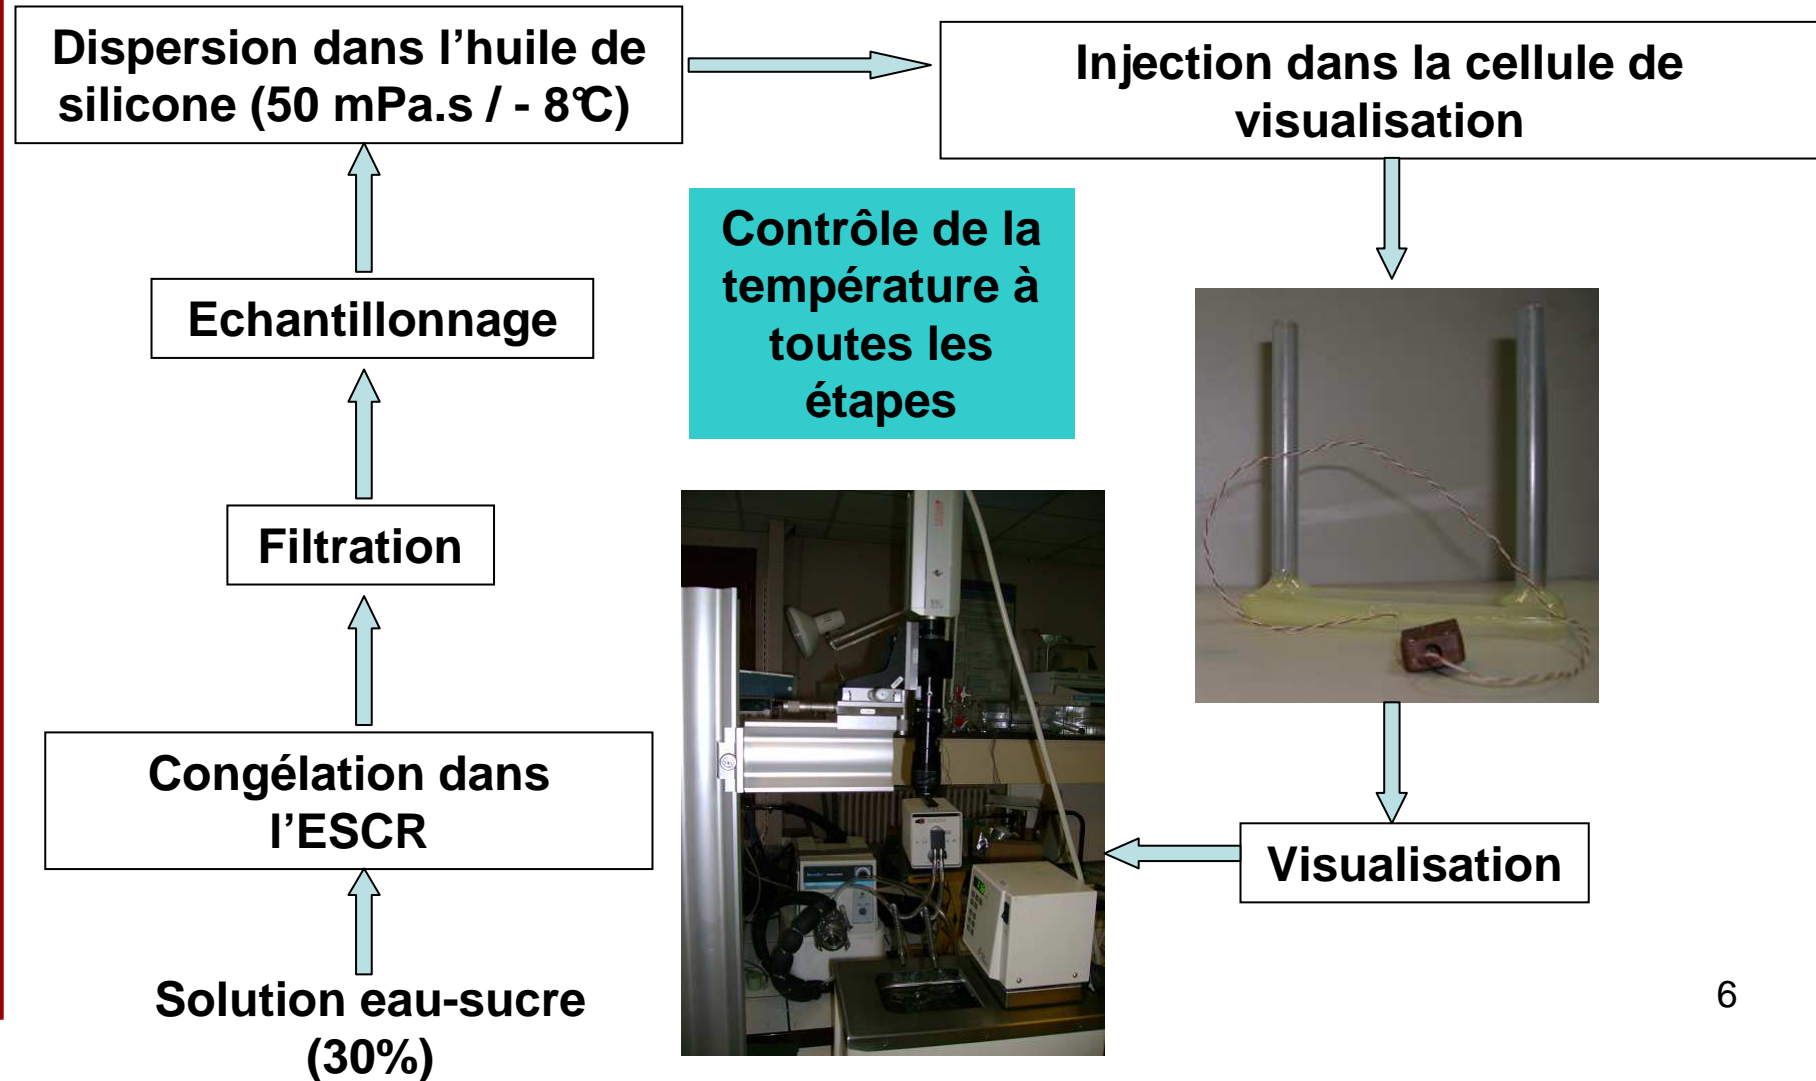 Dispersion dans l’huile de
silicone (50 mPa.s / - 8°C)
Injection dans la cellule de
visualisation
Contrôle de la
température à
toutes les
étapes
Echantillonnage
Filtration
Congélation dans
l’ESCR
Visualisation
Solution eau-sucre
(30%)
6